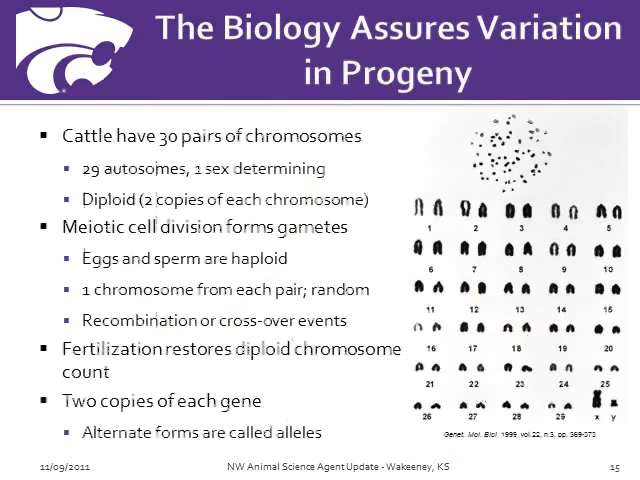 The Biology Assures Variation
in Progeny
Cattle have 30 pairs of chromosomes
29 autosomes, 1 sex determining
Diploid (2 copies of each chromosome)
Meiotic cell division forms gametes
Eggs and sperm are haploid
1 chromosome from each pair; random
Recombination or cross-over events
Fertilization restores diploid chromosome
count
Two copies of each gene
Alternate forms are called alleles
1 2 3 4 5
6 7 8 9 10
11 12 13 14 15
16 17 18 19 20
21 22 23 24 25
26 27 28 29 x y
Genet. Mol. Biol. 1999, vol.22, n.3, pp. 369-373
11/09/2011 NW Animal Science Agent Update - Wakeeney, KS 15